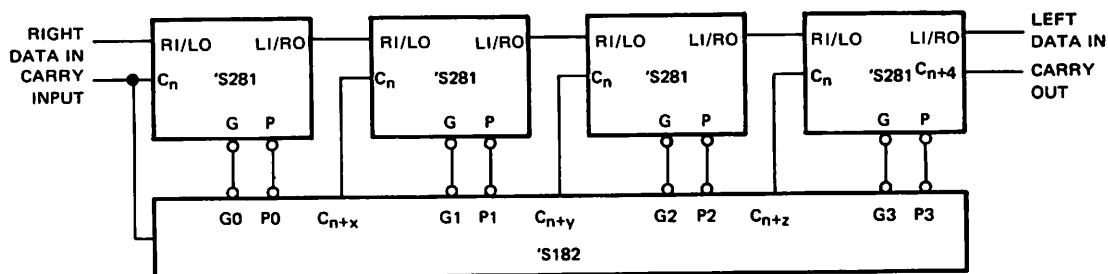 RIGHT
DATA IN
CARRY
INPUT
RI/LO LI/RO
Cn 'S281
G P
RI/LO LI/RO
Cn 'S281
G P
RI/LO LI/RO
Cn 'S281
G P
RI/LO LI/RO
Cn 'S281 Cn+4
G P
LEFT
DATA IN
CARRY
OUT
G0 P0 Cn+x G1 P1 Cn+y G2 P2 Cn+z G3 P3
'S182